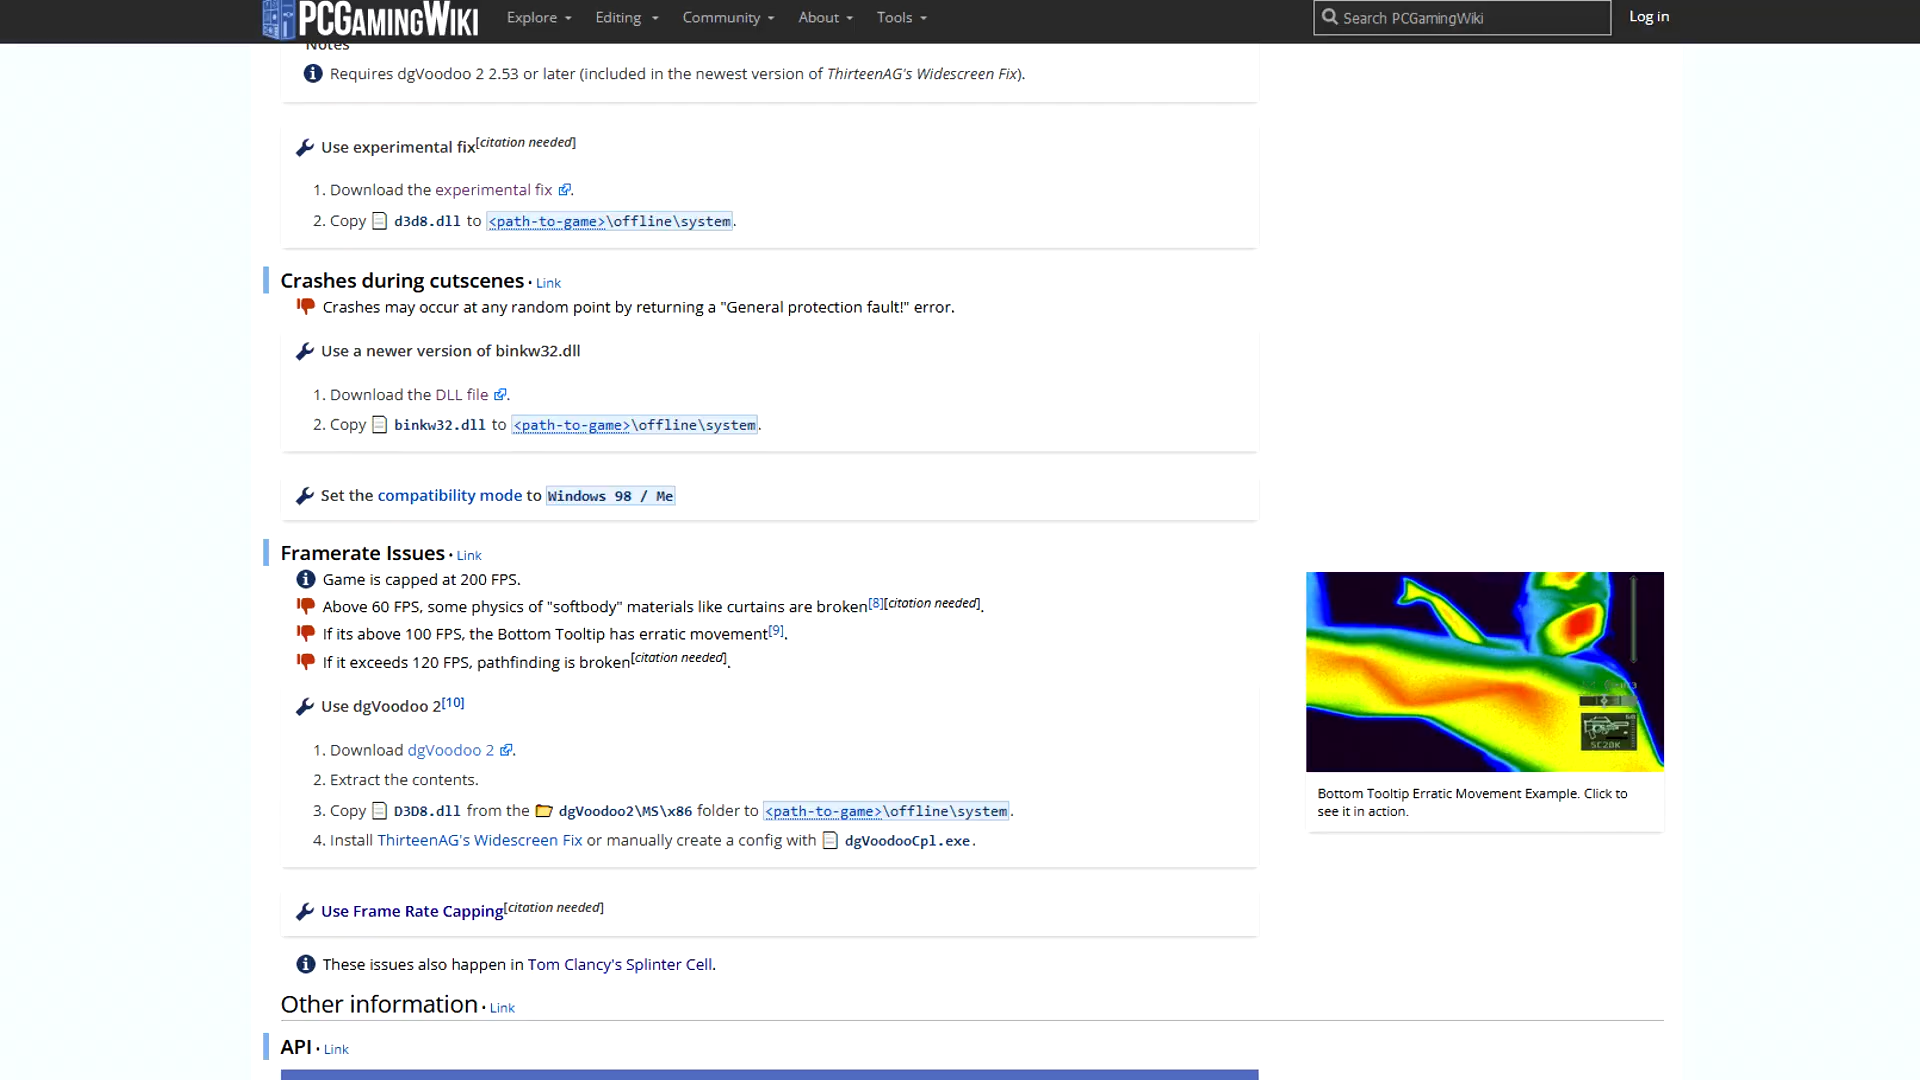 PCGamingWiki
Explore
Editing
Community
About
Tools
Search PCGamingWiki
Log in
Notes
Requires dgVoodoo 2 2.53 or later (included in the newest version of ThirteenAG's Widescreen Fix).
Use experimental fix[citation needed]
1. Download the experimental fix.
2. Copy d3d8.dll to <path-to-game>\offline\system.
Crashes during cutscenes · Link
Crashes may occur at any random point by returning a "General protection fault!" error.
Use a newer version of binkw32.dll
1. Download the DLL file.
2. Copy binkw32.dll to <path-to-game>\offline\system.
Set the compatibility mode to Windows 98 / Me
Framerate Issues · Link
Game is capped at 200 FPS.
Above 60 FPS, some physics of "softbody" materials like curtains are broken[8][citation needed].
If its above 100 FPS, the Bottom Tooltip has erratic movement[9].
If it exceeds 120 FPS, pathfinding is broken[citation needed].
Use dgVoodoo 2[10]
1. Download dgVoodoo 2.
2. Extract the contents.
3. Copy D3D8.dll from the dgVoodoo2\MS\x86 folder to <path-to-game>\offline\system.
4. Install ThirteenAG's Widescreen Fix or manually create a config with dgVoodooCpl.exe.
SC20K
Bottom Tooltip Erratic Movement Example. Click to
see it in action.
Use Frame Rate Capping[citation needed]
These issues also happen in Tom Clancy's Splinter Cell.
Other information · Link
API · Link